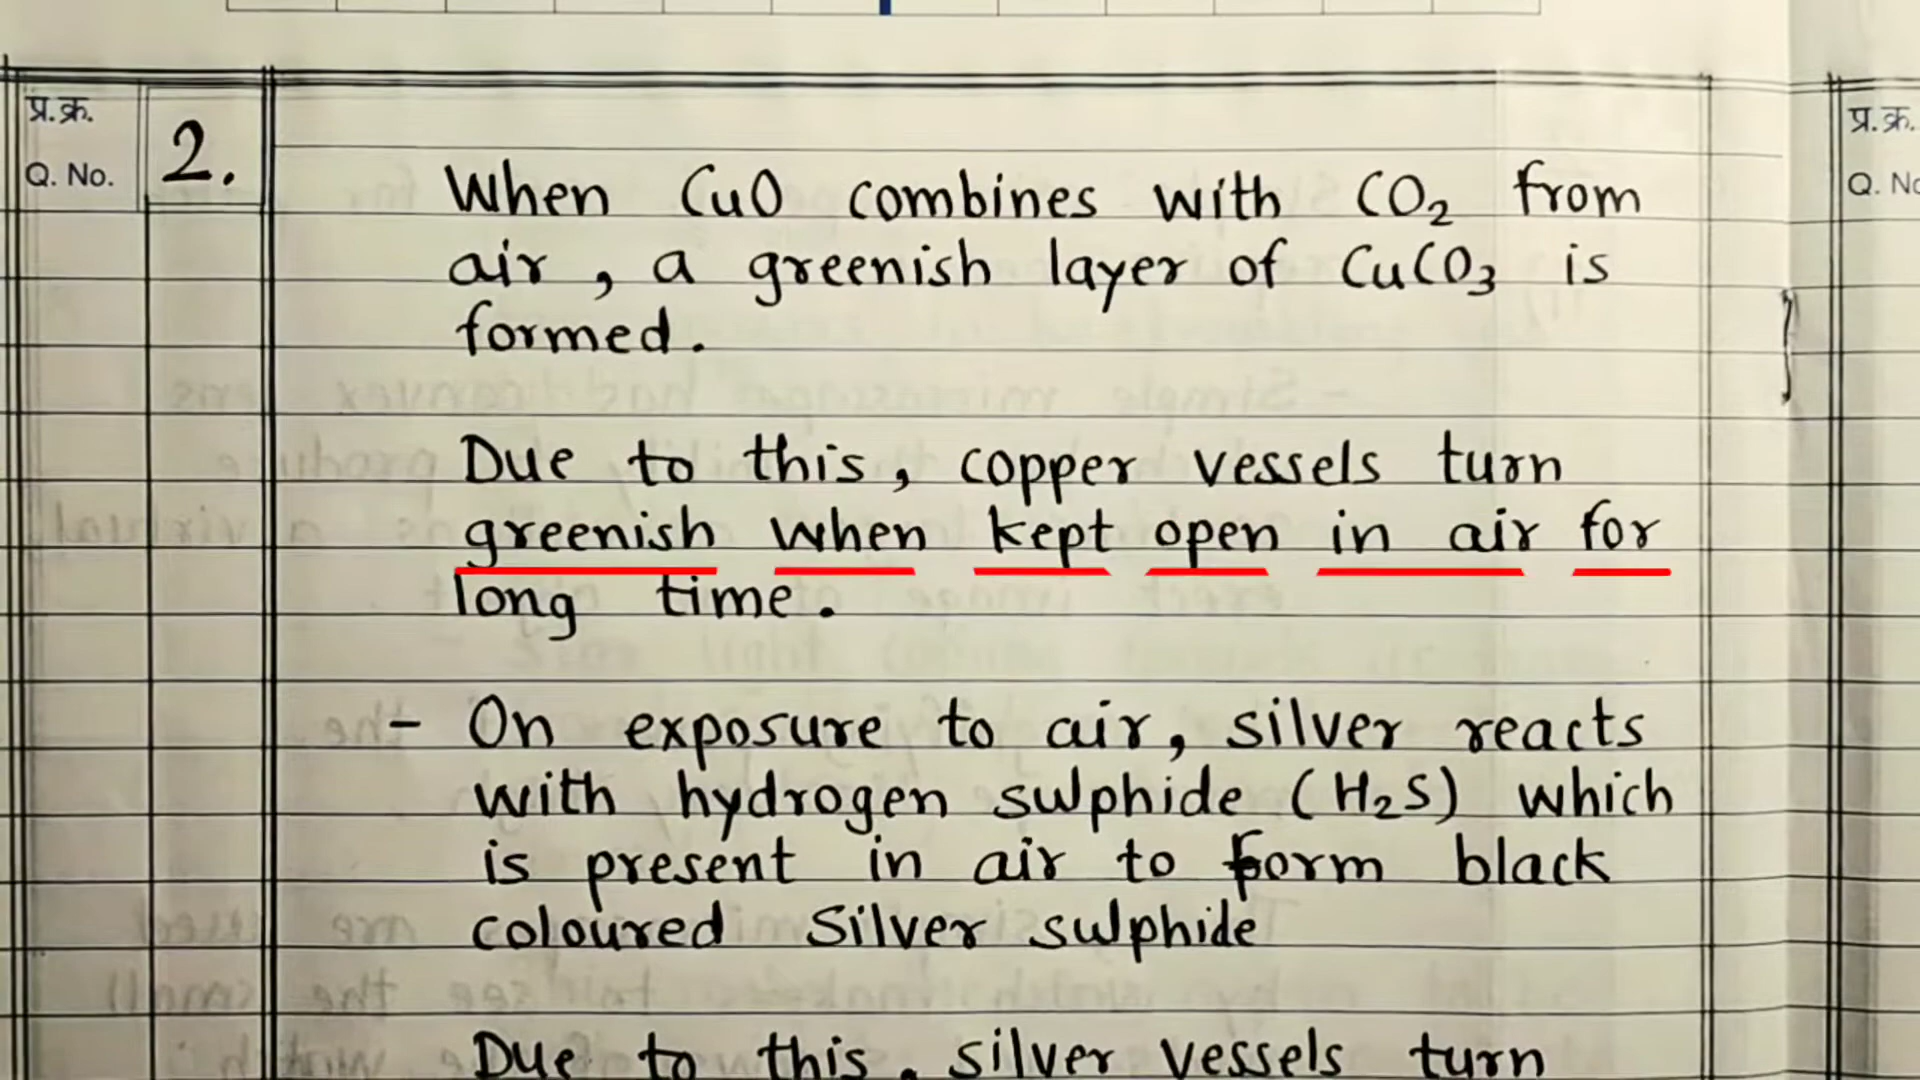 प्र.क्र.
Q. No.
2.
When CuO combines with CO₂ from
air, a greenish layer of CuCO₃ is
formed.
Due to this, copper vessels turn
greenish when kept open in air for
long time.
- On exposure to air, silver reacts
with hydrogen sulphide (H₂S) which
is present in air to form black
coloured Silver sulphide
Due to this, silver vessels turn
प्र.क्र.
Q. No